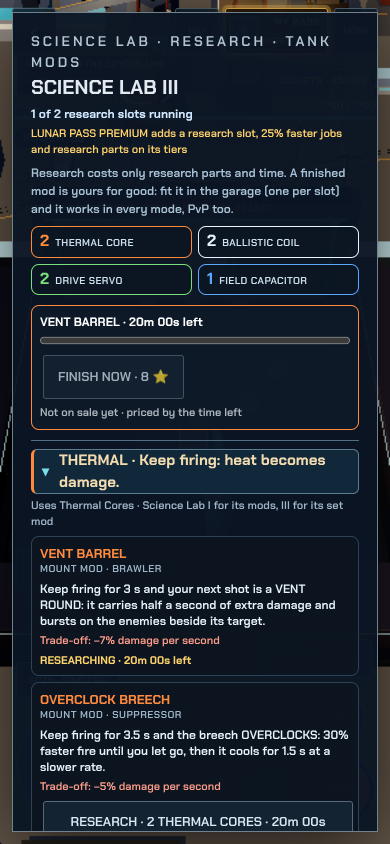 SCIENCE LAB · RESEARCH · TANK
MODS
SCIENCE LAB III
1 of 2 research slots running
LUNAR PASS PREMIUM adds a research slot, 25% faster jobs
and research parts on its tiers
Research costs only research parts and time. A finished
mod is yours for good: fit it in the garage (one per slot)
and it works in every mode, PvP too.
2 THERMAL CORE
2 BALLISTIC COIL
2 DRIVE SERVO
1 FIELD CAPACITOR
VENT BARREL · 20m 00s left
FINISH NOW · 8 ⭐
Not on sale yet · priced by the time left
▼ THERMAL · Keep firing: heat becomes
damage.
Uses Thermal Cores · Science Lab I for its mods, III for its set
mod
VENT BARREL
MOUNT MOD · BRAWLER
Keep firing for 3 s and your next shot is a VENT
ROUND: it carries half a second of extra damage and
bursts on the enemies beside its target.
Trade-off: −7% damage per second
RESEARCHING · 20m 00s left
OVERCLOCK BREECH
MOUNT MOD · SUPPRESSOR
Keep firing for 3.5 s and the breech OVERCLOCKS: 30%
faster fire until you let go, then it cools for 1.5 s at a
slower rate.
Trade-off: −5% damage per second
RESEARCH · 2 THERMAL CORES · 20m 00s